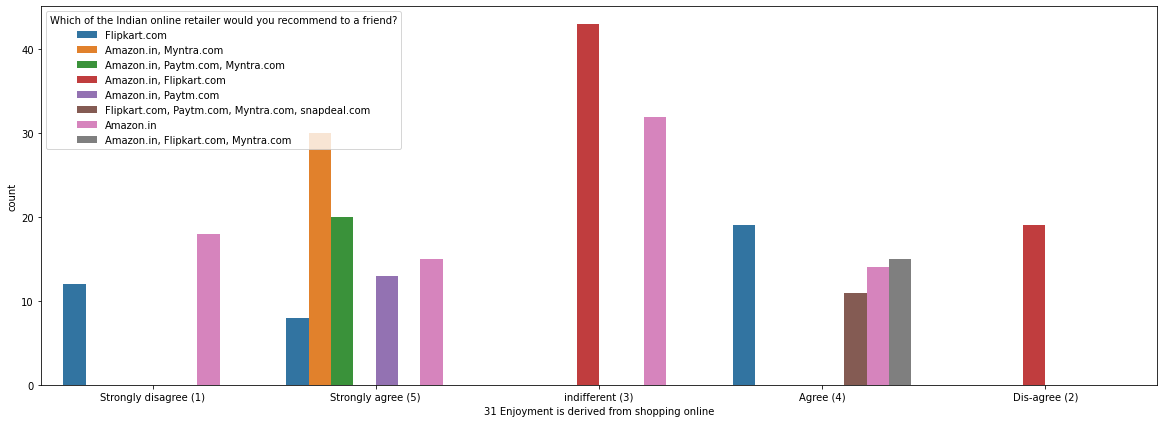 Which of the Indian online retailer would you recommend to a friend?
Flipkart.com
Amazon.in, Myntra.com
Amazon.in, Paytm.com, Myntra.com
Amazon.in, Flipkart.com
Amazon.in, Paytm.com
Flipkart.com, Paytm.com, Myntra.com, snapdeal.com
Amazon.in
Amazon.in, Flipkart.com, Myntra.com
40
30
20
10
0
count
Strongly disagree (1)
Strongly agree (5)
indifferent (3)
Agree (4)
Dis-agree (2)
31 Enjoyment is derived from shopping online